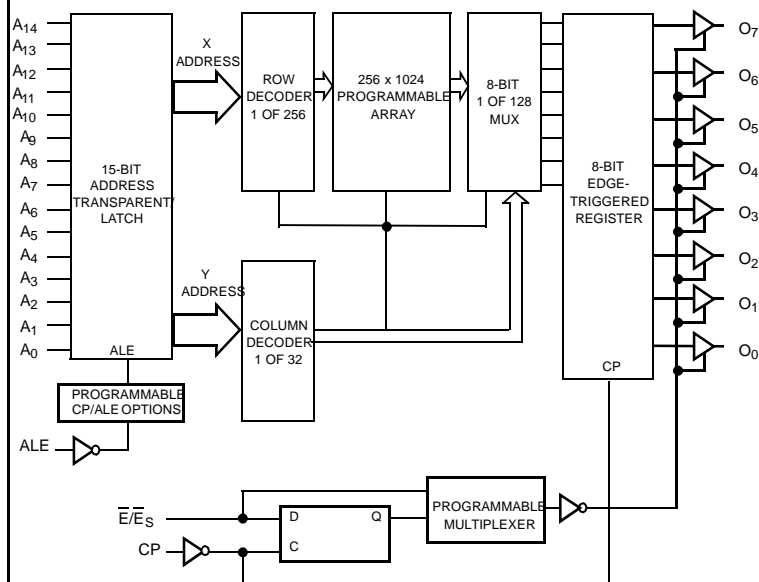 A14
A13
A12
A11
A10
A9
A8
A7
A6
A5
A4
A3
A2
A1
A0
15-BIT
ADDRESS
TRANSPARENT/
LATCH
ALE
PROGRAMMABLE
CP/ALE OPTIONS
ALE
X
ADDRESS
Y
ADDRESS
ROW
DECODER
1 OF 256
256 x 1024
PROGRAMMABLE
ARRAY
8-BIT
1 OF 128
MUX
COLUMN
DECODER
1 OF 32
8-BIT
EDGE-
TRIGGERED
REGISTER
CP
O7
O6
O5
O4
O3
O2
O1
O0
E̅/E̅S
CP
D
Q
C
PROGRAMMABLE
MULTIPLEXER